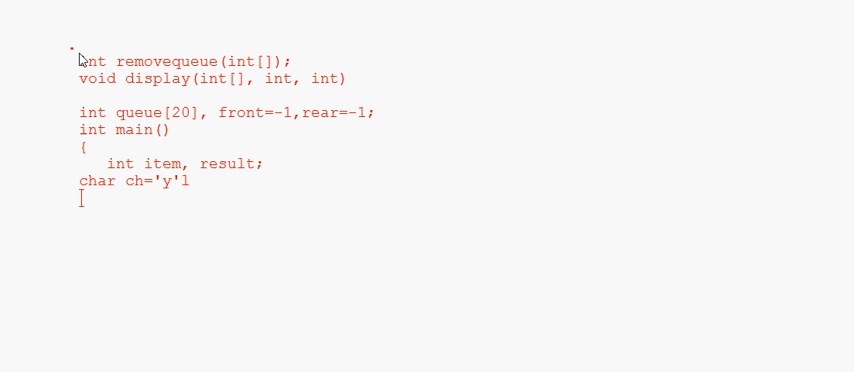 int removequeue(int[]);
void display(int[], int, int)
int queue[20], front=-1,rear=-1;
int main()
{
int item, result;
char ch='y'l